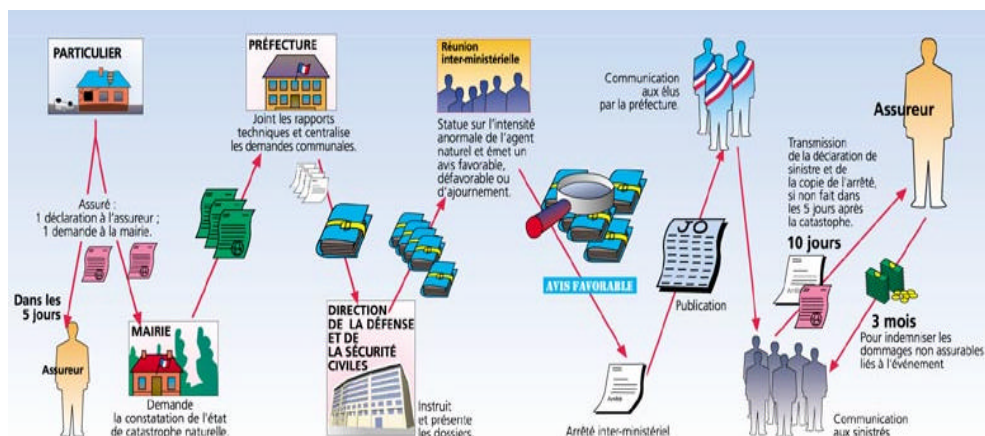 PARTICULIER
Assuré :
1 déclaration à l'assureur ;
1 demande à la mairie.
Dans les
5 jours
Assureur
MAIRIE
Demande
la constatation de l'état
de catastrophe naturelle.
PRÉFECTURE
Joint les rapports
techniques et centralise
les demandes communales.
DIRECTION
DE LA DÉFENSE
ET DE
LA SÉCURITÉ
CIVILES
Instruit
et présente
les dossiers.
Réunion
inter-ministérielle
Statue sur l'intensité
anormale de l'agent
naturel et émet un
avis favorable,
défavorable ou
d'ajournement.
AVIS FAVORABLE
Arrêté
Arrêté inter-ministériel
JO
Publication
Communication
aux élus
par la préfecture.
Communication
aux sinistrés
Transmission
de la déclaration de
sinistre et de
la copie de l'arrêté,
si non fait dans
les 5 jours après
la catastrophe.
10 jours
Arrêté
Assureur
3 mois
Pour indemniser les
dommages non assurables
liés à l'événement